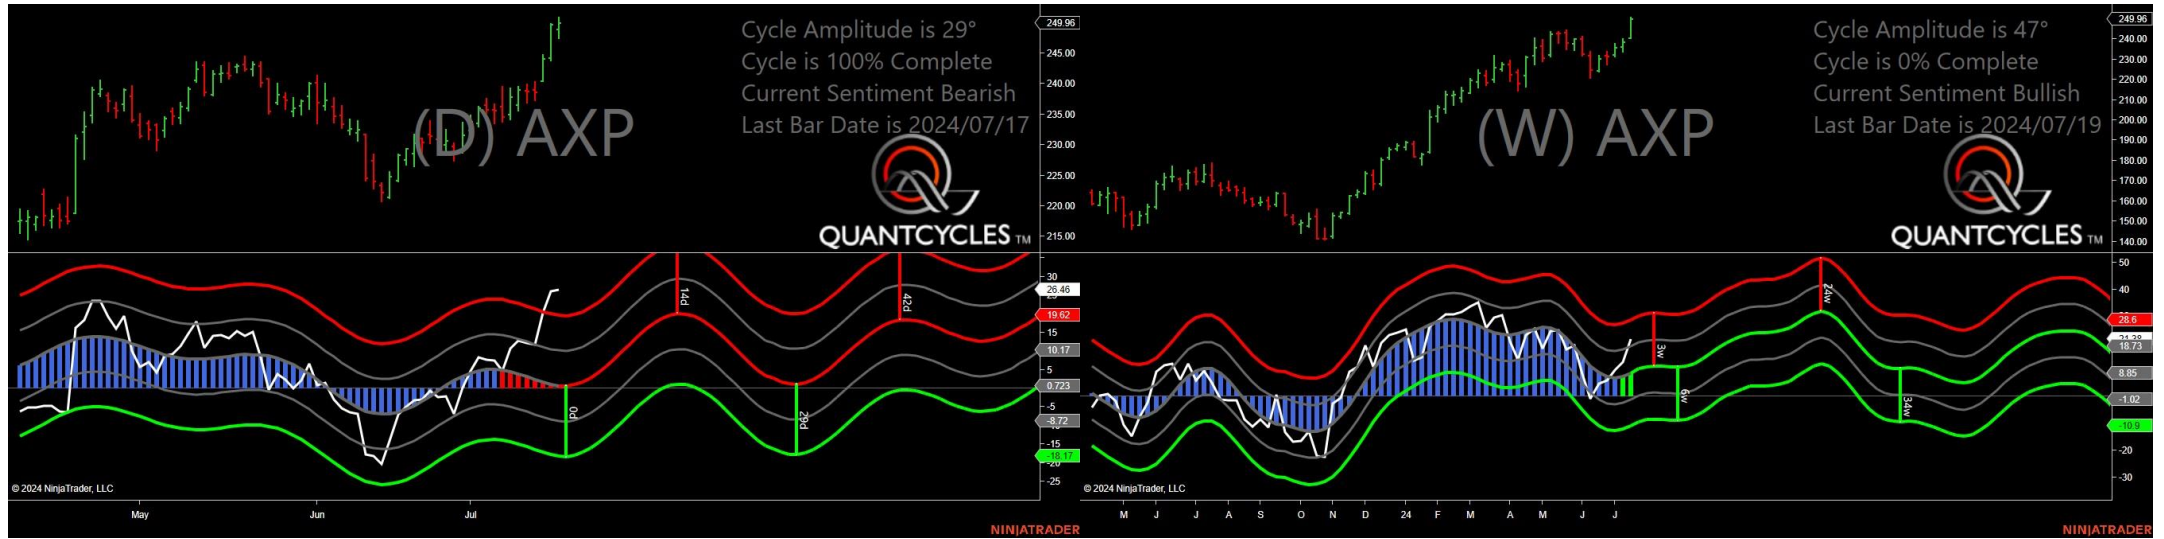 Cycle Amplitude is 29°
Cycle is 100% Complete
Current Sentiment Bearish
Last Bar Date is 2024/07/17
(D) AXP
QUANTCYCLES TM
249.96
245.00
240.00
235.00
230.00
225.00
220.00
215.00
30
26.46
19.62
15
10.17
5
0.723
-5
-8.72
-15
-18.17
-20
-25
14d
42d
0d
29d
© 2024 NinjaTrader, LLC
May Jun Jul
NINJATRADER
Cycle Amplitude is 47°
Cycle is 0% Complete
Current Sentiment Bullish
Last Bar Date is 2024/07/19
(W) AXP
QUANTCYCLES TM
249.96
240.00
230.00
220.00
210.00
200.00
190.00
180.00
170.00
160.00
150.00
140.00
50
40
28.6
21.38
18.73
8.85
-1.02
-10.9
-20
-30
3w
24w
6w
34w
© 2024 NinjaTrader, LLC
M J J A S O N D 24 F M A M J J
NINJATRADER